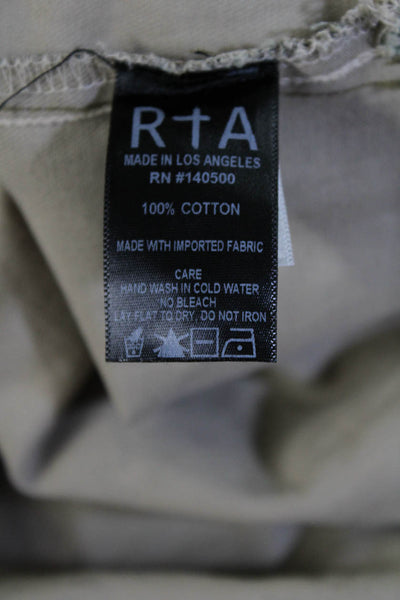 R†A
MADE IN LOS ANGELES
RN #140500
100% COTTON
MADE WITH IMPORTED FABRIC
CARE
HAND WASH IN COLD WATER
NO BLEACH
LAY FLAT TO DRY, DO NOT IRON